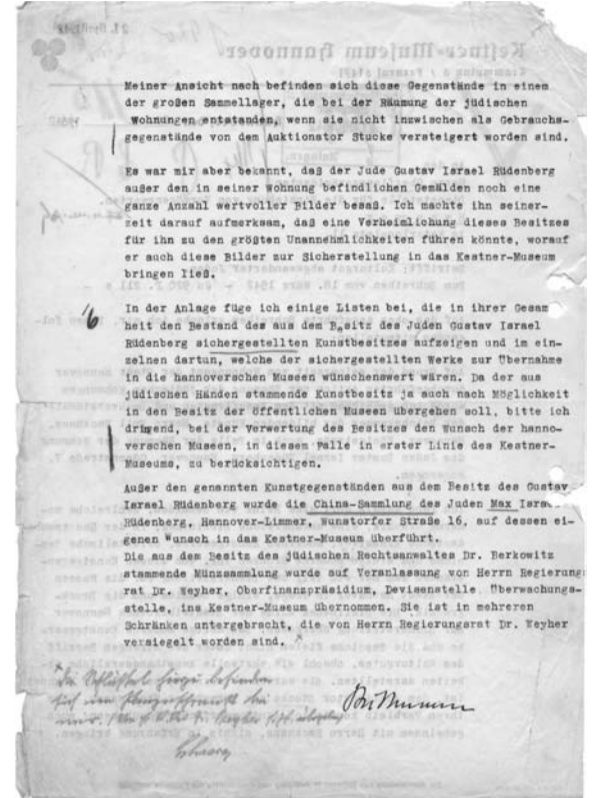 Kestner-Museum Hannover
Meiner Ansicht nach befinden sich diese Gegenstände in einem
der großen Sammellager, die bei der Räumung der jüdischen
Wohnungen entstanden, wenn sie nicht inzwischen als Gebrauchs-
gegenstände von dem Auktionator Stucke versteigert worden sind.
Es war mir aber bekannt, daß der Jude Gustav Israel Rüdenberg
außer den in seiner Wohnung befindlichen Gemälden noch eine
ganze Anzahl wertvoller Bilder besaß. Ich machte ihn seiner-
zeit darauf aufmerksam, daß eine Verheimlichung dieses Besitzes
für ihn zu den größten Unannehmlichkeiten führen könnte, worauf
er auch diese Bilder zur Sicherstellung in das Kestner-Museum
bringen ließ.
In der Anlage füge ich einige Listen bei, die in ihrer Gesam
heit den Bestand des aus dem Besitz des Juden Gustav Israel
Rüdenberg sichergestellten Kunstbesitzes aufzeigen und im ein-
zelnen dartun, welche der sichergestellten Werke zur Übernahme
in die hannoverschen Museen wünschenswert wären. Da der aus
jüdischen Händen stammende Kunstbesitz ja auch nach Möglichkeit
in den Besitz der öffentlichen Museen übergehen soll, bitte ich
dringend, bei der Verwertung des Besitzes den Wunsch der hanno-
verschen Museen, in diesem Falle in erster Linie des Kestner-
Museums, zu berücksichtigen.
Außer den genannten Kunstgegenständen aus dem Besitz des Gustav
Israel Rüdenberg wurde die China-Sammlung des Juden Max Isra
Rüdenberg, Hannover-Limmer, Wunstorfer Straße 16, auf dessen ei-
genen Wunsch in das Kestner-Museum überführt.
Die aus dem Besitz des jüdischen Rechtsanwaltes Dr. Berkowitz
stammende Münzsammlung wurde auf Veranlassung von Herrn Regierungs
rat Dr. Weyher, Oberfinanzpräsidium, Devisenstelle Überwachungs-
stelle, ins Kestner-Museum übernommen. Sie ist in mehreren
Schränken untergebracht, die von Herrn Regierungsrat Dr. Weyher
versiegelt worden sind.
Die Schlüssel hierzu befinden
sich im Panzerschrank bei
mir.